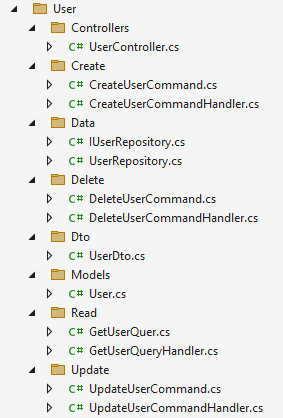 User
Controllers
C# UserController.cs
Create
C# CreateUserCommand.cs
C# CreateUserCommandHandler.cs
Data
C# IUserRepository.cs
C# UserRepository.cs
Delete
C# DeleteUserCommand.cs
C# DeleteUserCommandHandler.cs
Dto
C# UserDto.cs
Models
C# User.cs
Read
C# GetUserQuer.cs
C# GetUserQueryHandler.cs
Update
C# UpdateUserCommand.cs
C# UpdateUserCommandHandler.cs